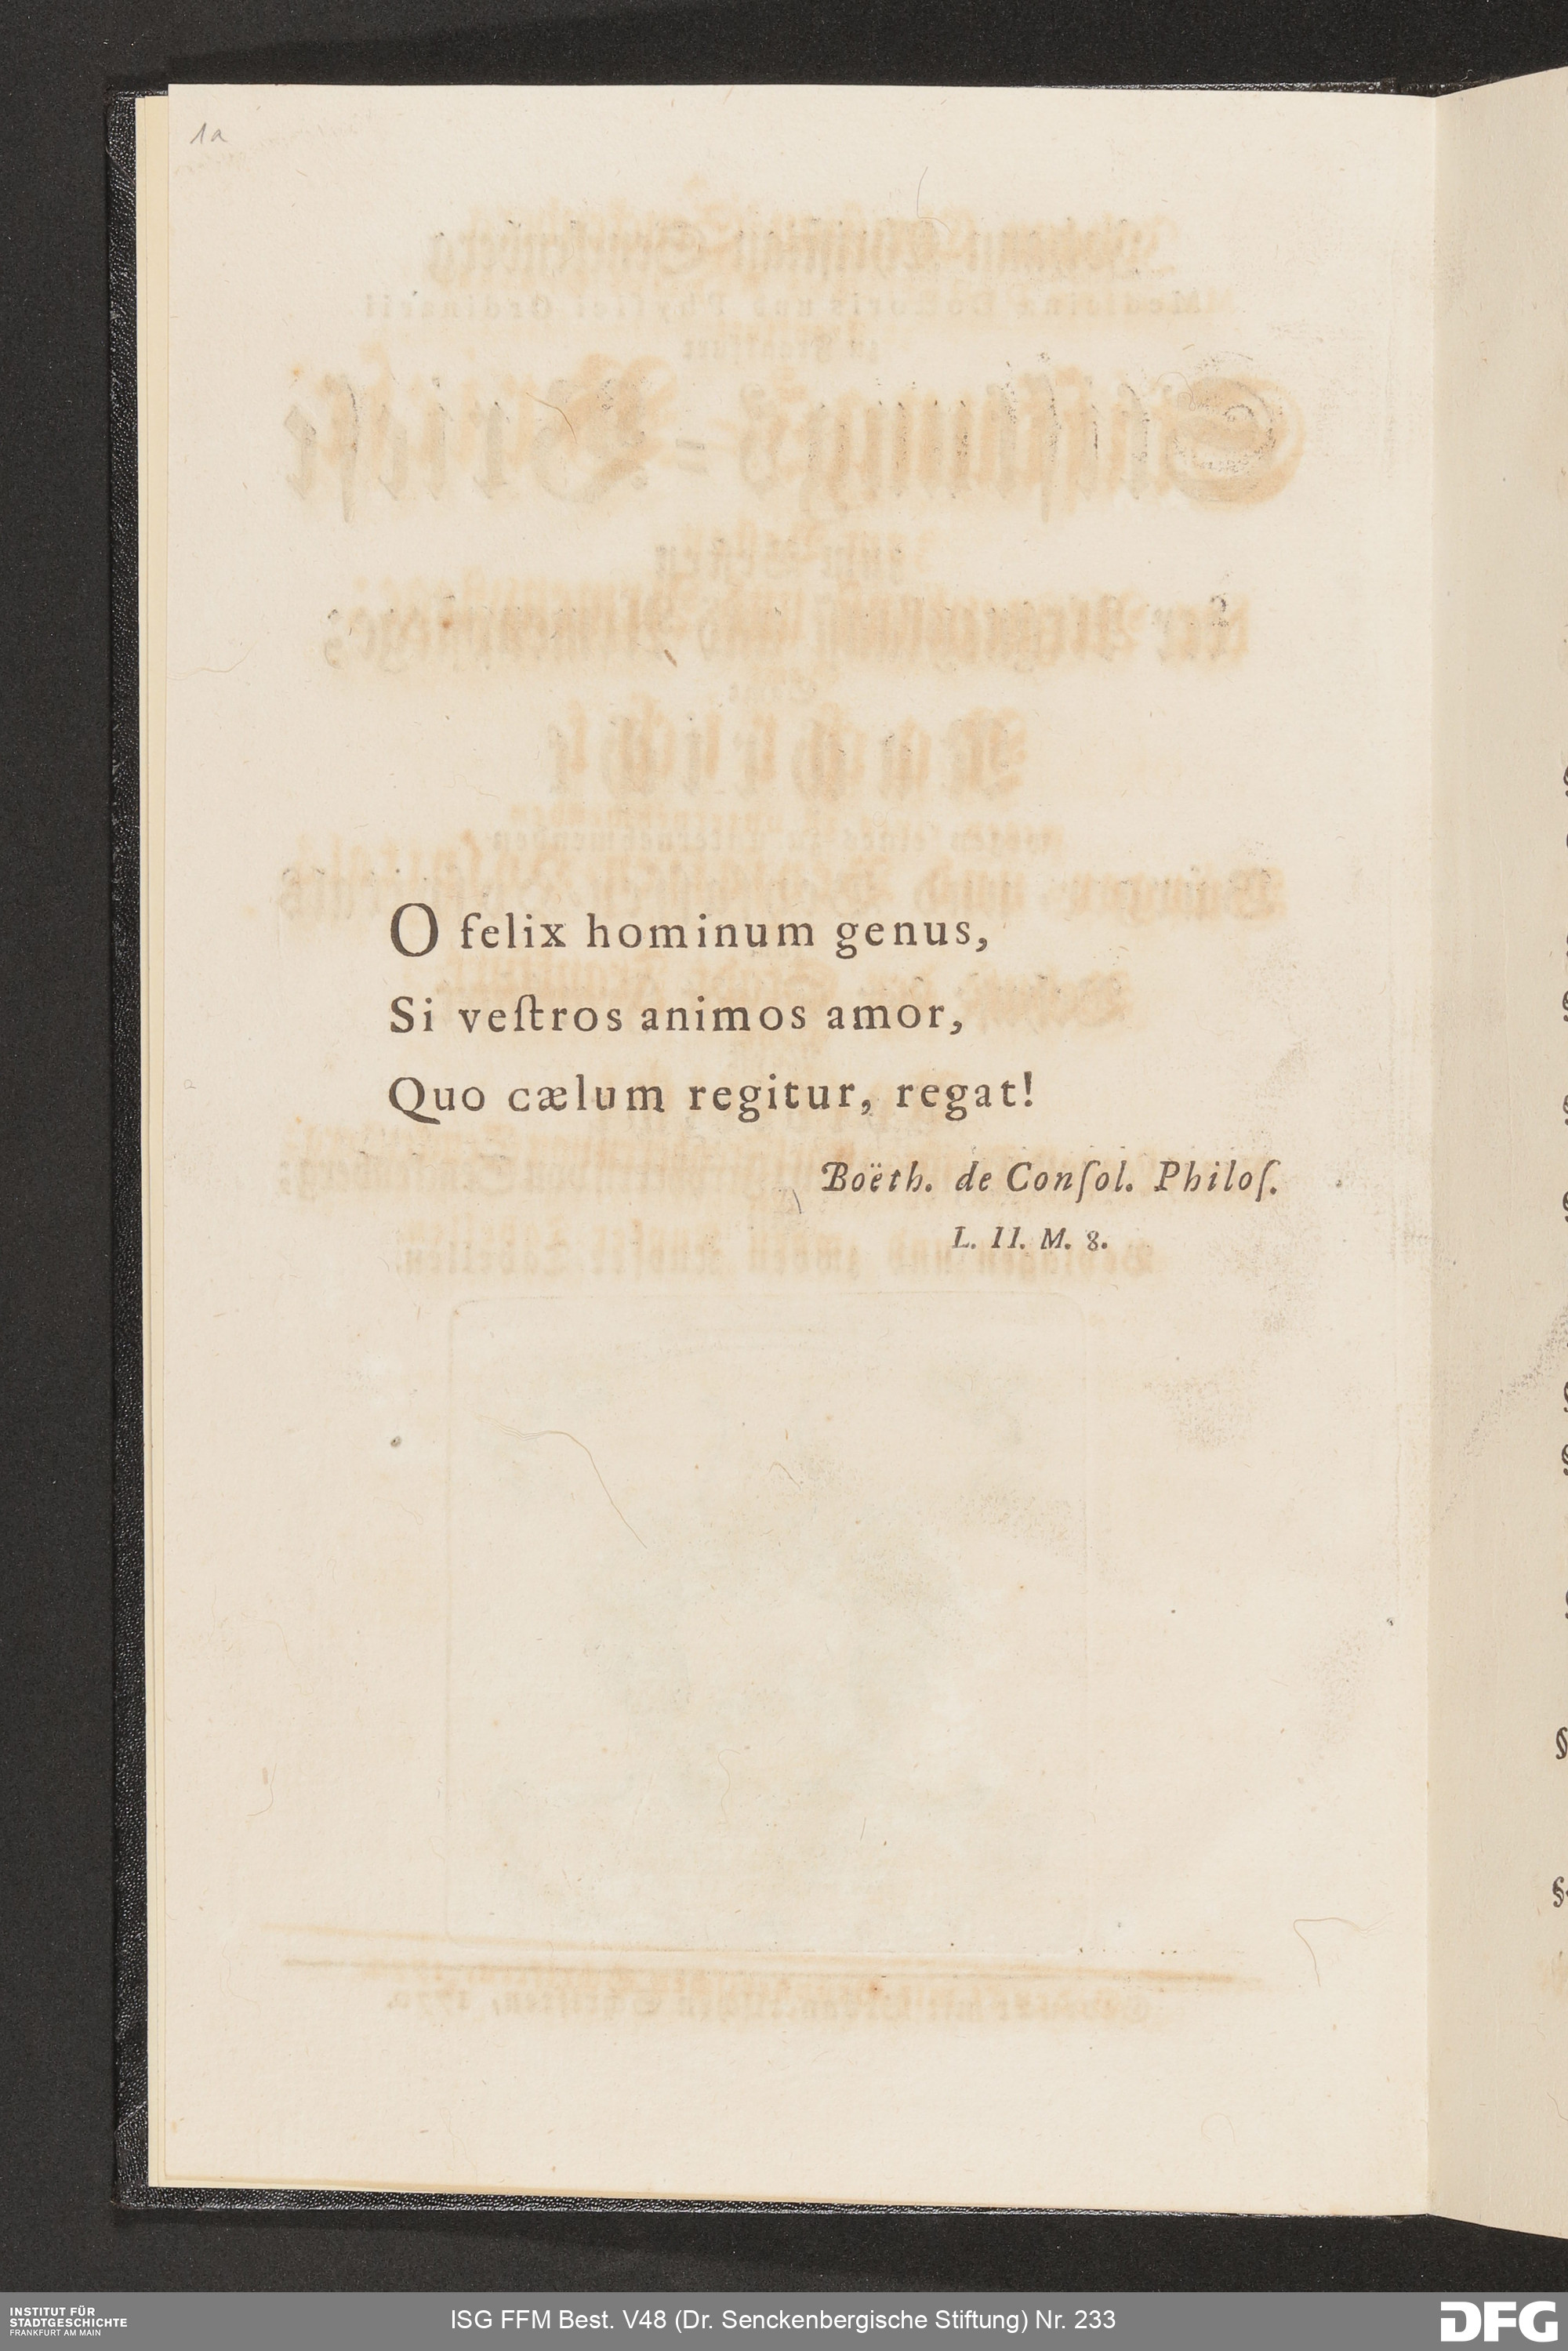 1a
O felix hominum genus,
Si veſtros animos amor,
Quo cælum regitur, regat!
Boëth. de Conſol. Philoſ.
L. II. M. 8.
INSTITUT FÜR
STADTGESCHICHTE
FRANKFURT AM MAIN
ISG FFM Best. V48 (Dr. Senckenbergische Stiftung) Nr. 233
DFG